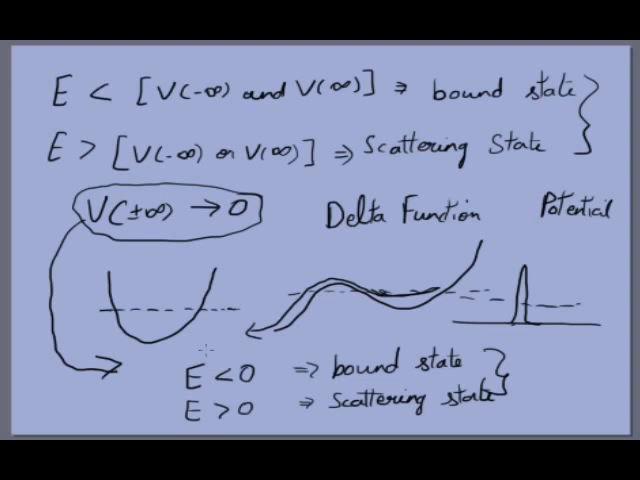 E < [V(-∞) and V(∞)] ⇒ bound state
E > [V(-∞) or V(∞)] ⇒ Scattering State
V(±∞) → 0 Delta Function Potential
E < 0 ⇒ bound state
E > 0 ⇒ Scattering state